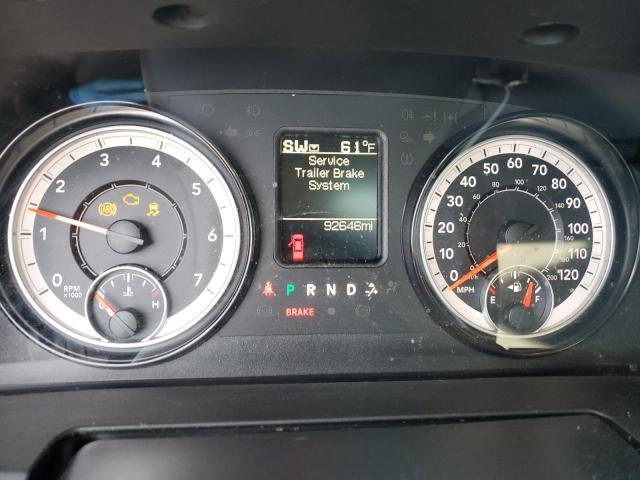 SW 61°F
Service
Trailer Brake
System
92646mi
0 1 2 3 4 5 6 7
RPM
x1000
C H
ABS
P R N D
BRAKE
0 10 20 30 40 50 60 70 80 90 100 110 120
MPH
E F